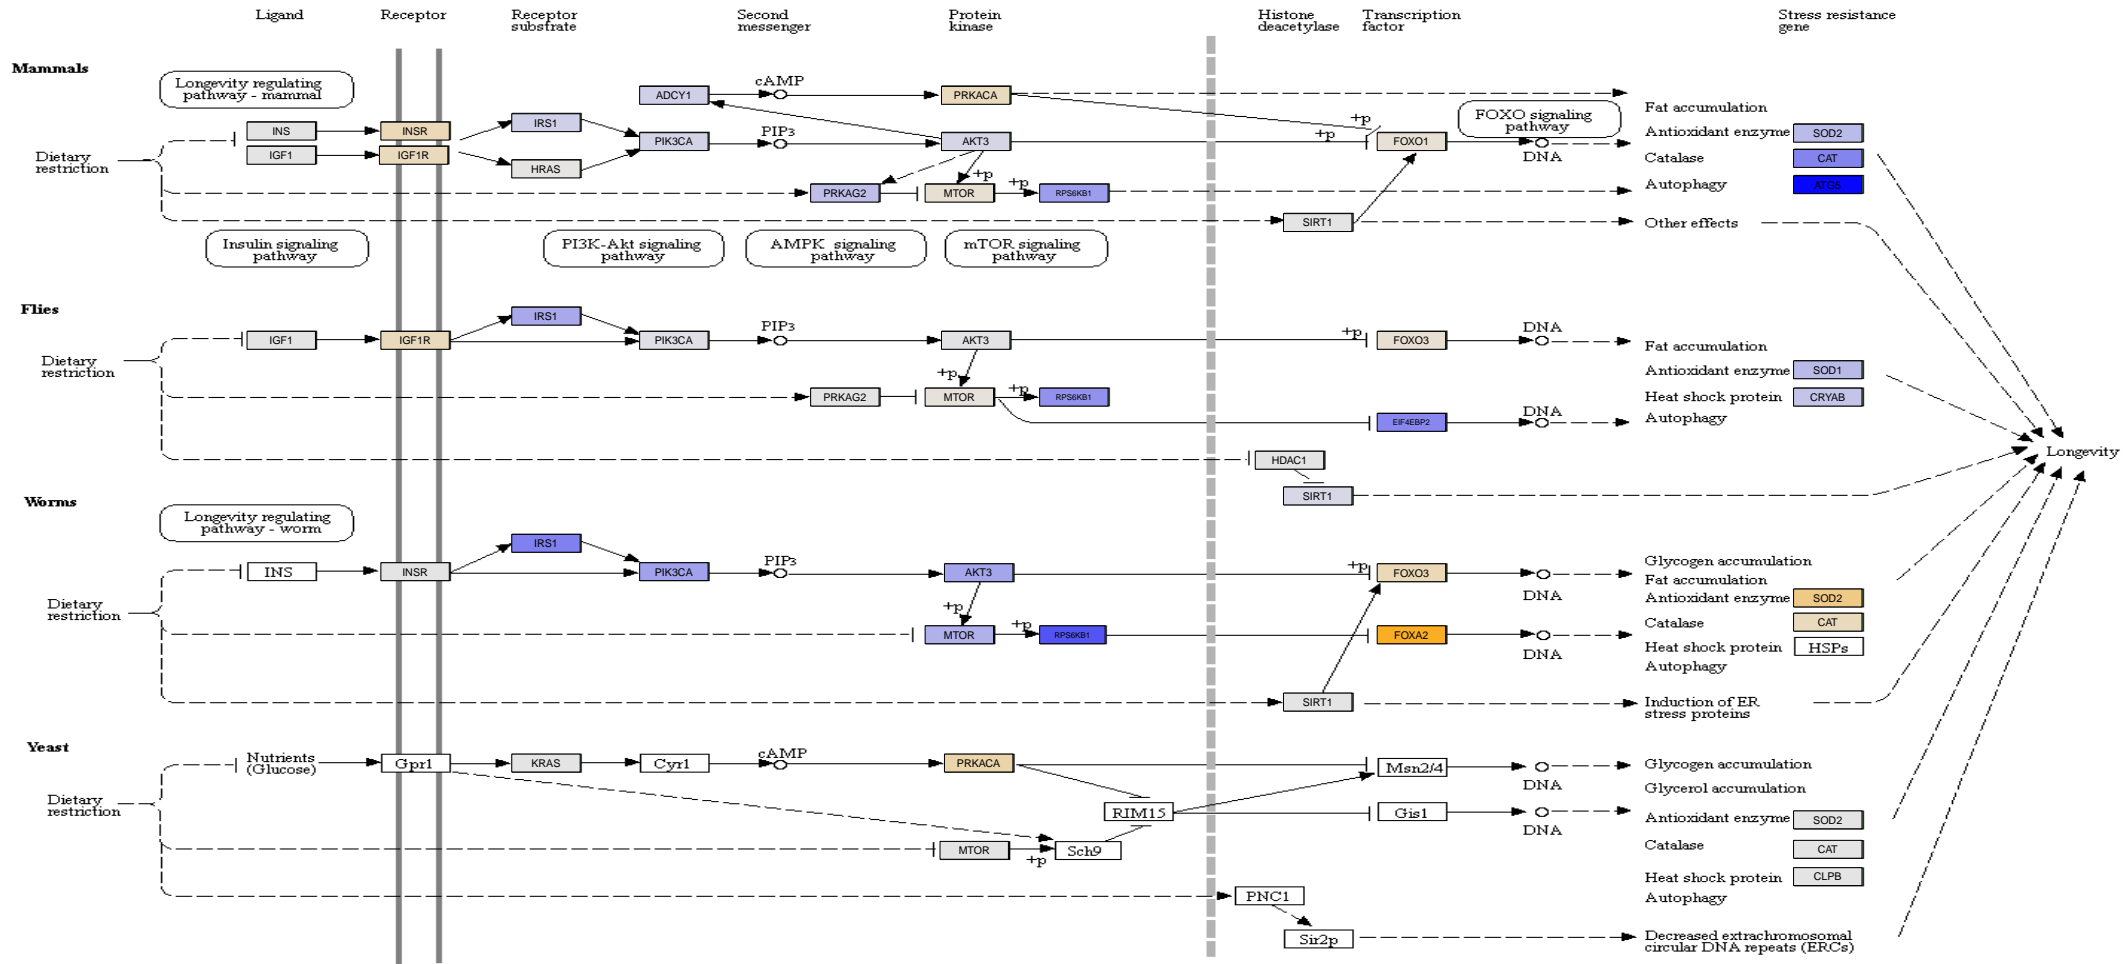 Ligand
Receptor
Receptor
substrate
Second
messenger
Protein
kinase
Histone
deacetylase
Transcription
factor
Stress resistance
gene
Mammals
Longevity regulating
pathway - mammal
ADCY1
cAMP
PRKACA
FOXO signaling
pathway
Fat accumulation
INS
INSR
IRS1
PIP3
+p
+p
Antioxidant enzyme
SOD2
Dietary
restriction
IGF1
IGF1R
PIK3CA
AKT3
FOXO1
DNA
Catalase
CAT
HRAS
+p
PRKAG2
MTOR
+p
RPS6KB1
Autophagy
ATG5
SIRT1
Other effects
Insulin signaling
pathway
PI3K-Akt signaling
pathway
AMPK signaling
pathway
mTOR signaling
pathway
Flies
IRS1
PIP3
+p
DNA
IGF1
IGF1R
PIK3CA
AKT3
FOXO3
Fat accumulation
Dietary
restriction
+p
+p
Antioxidant enzyme
SOD1
PRKAG2
MTOR
RPS6KB1
Heat shock protein
CRYAB
EIF4EBP2
DNA
Autophagy
HDAC1
SIRT1
Longevity
Worms
Longevity regulating
pathway - worm
IRS1
PIP3
+p
INS
INSR
PIK3CA
AKT3
FOXO3
DNA
Glycogen accumulation
Fat accumulation
Antioxidant enzyme
SOD2
Dietary
restriction
+p
+p
MTOR
RPS6KB1
FOXA2
DNA
Catalase
CAT
Heat shock protein
HSPs
Autophagy
SIRT1
Induction of ER
stress proteins
Yeast
Nutrients
(Glucose)
Gpr1
KRAS
Cyr1
cAMP
PRKACA
Msn2/4
DNA
Glycogen accumulation
Glycerol accumulation
Dietary
restriction
RIM15
Gis1
DNA
Antioxidant enzyme
SOD2
MTOR
+p
Sch9
Catalase
CAT
Heat shock protein
CLPB
Autophagy
PNC1
Sir2p
Decreased extrachromosomal
circular DNA repeats (ERCs)